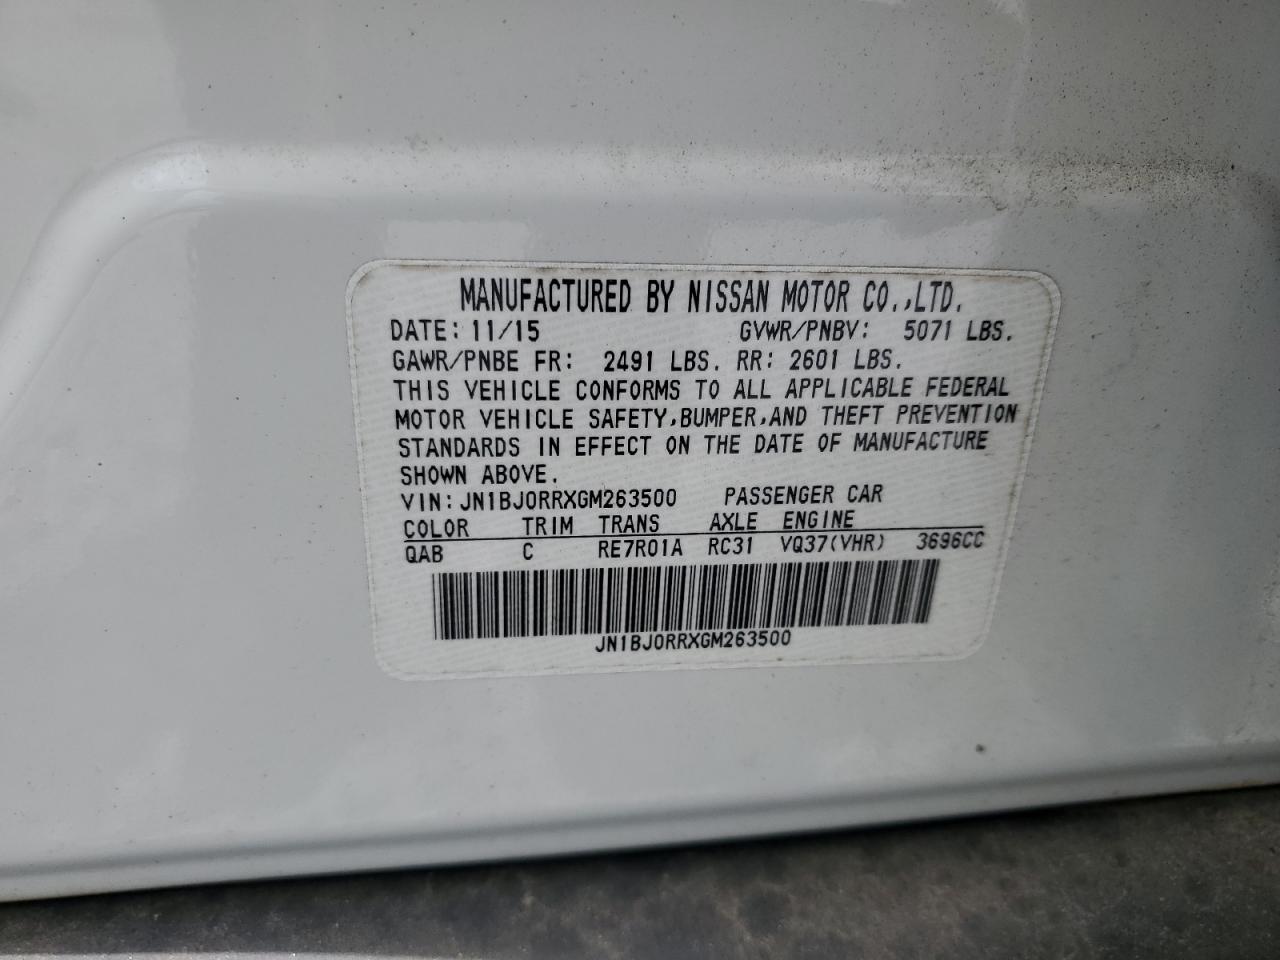 MANUFACTURED BY NISSAN MOTOR CO.,LTD.
DATE: 11/15 GVWR/PNBV: 5071 LBS.
GAWR/PNBE FR: 2491 LBS. RR: 2601 LBS.
THIS VEHICLE CONFORMS TO ALL APPLICABLE FEDERAL
MOTOR VEHICLE SAFETY,BUMPER,AND THEFT PREVENTION
STANDARDS IN EFFECT ON THE DATE OF MANUFACTURE
SHOWN ABOVE.
VIN: JN1BJ0RRXGM263500 PASSENGER CAR
COLOR TRIM TRANS AXLE ENGINE
QAB C RE7R01A RC31 VQ37(VHR) 3696CC
JN1BJ0RRXGM263500